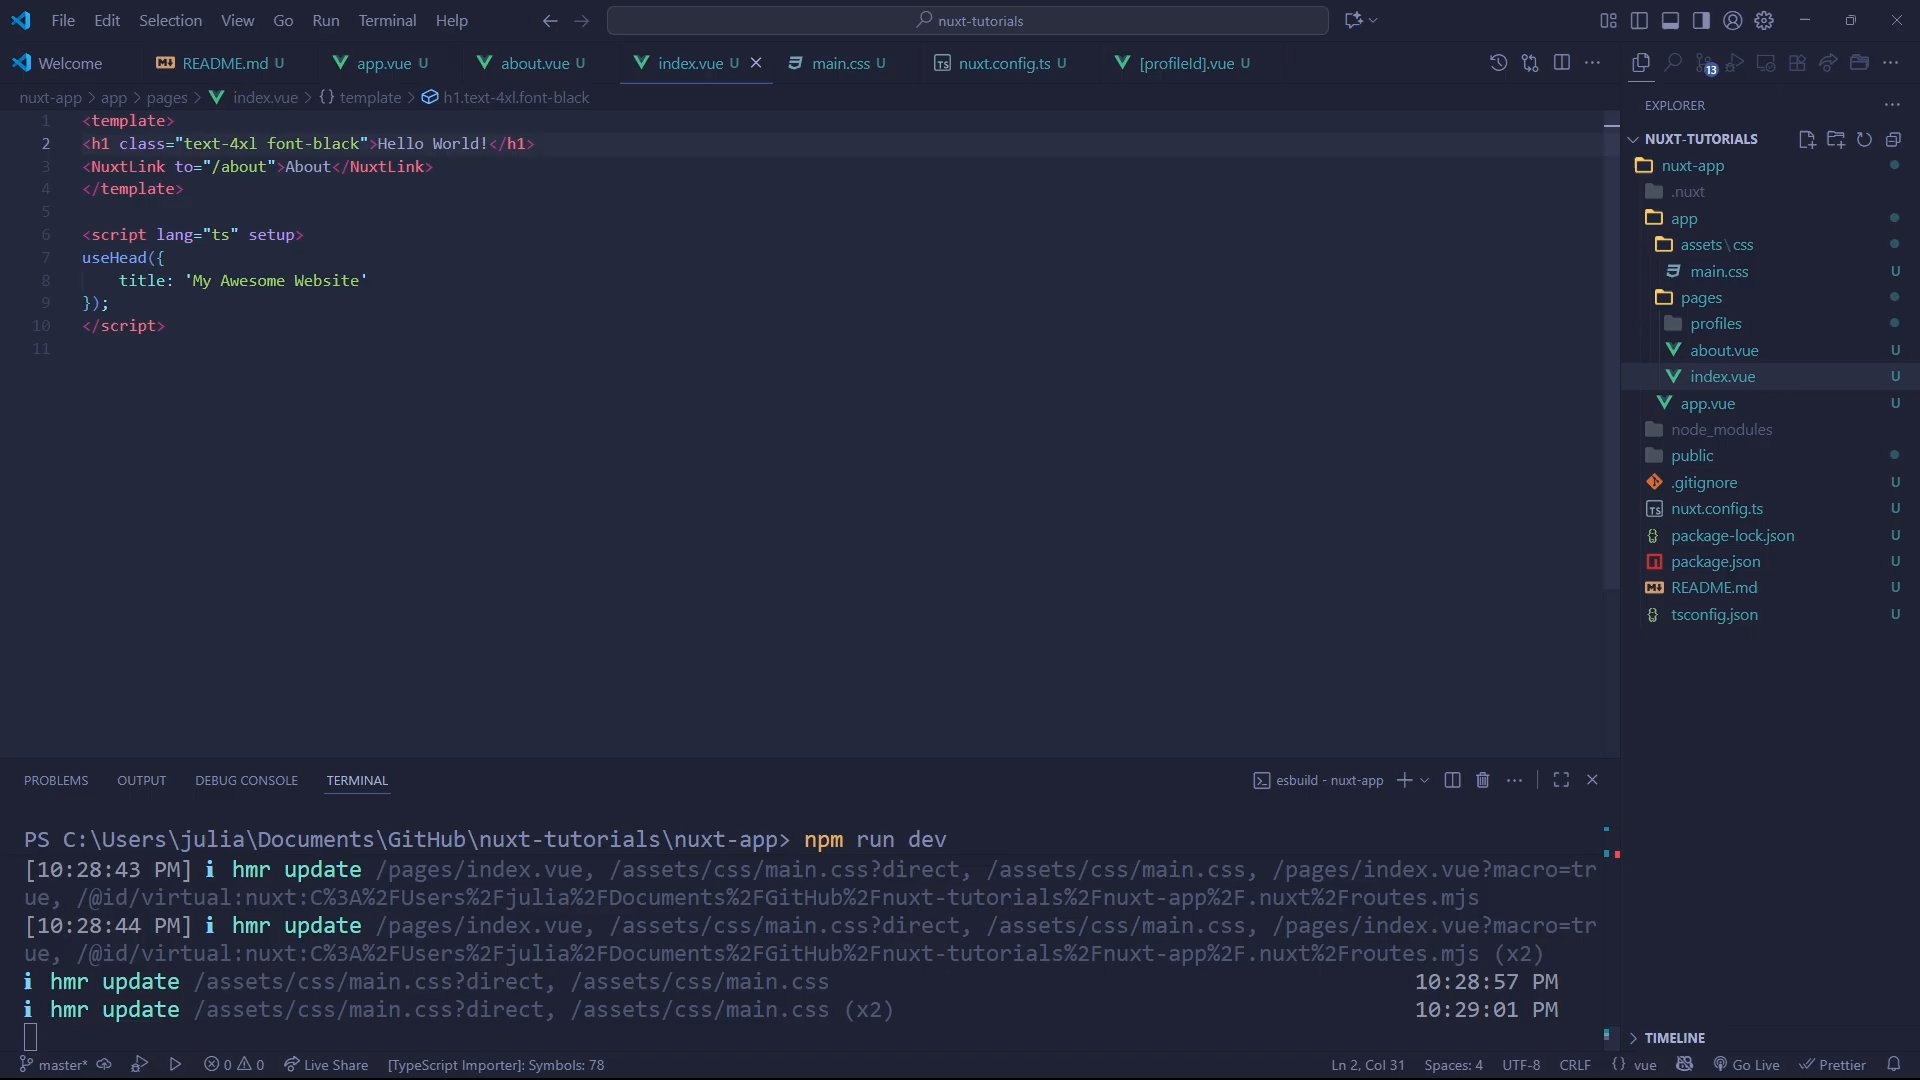 File Edit Selection View Go Run Terminal Help nuxt-tutorials
Welcome README.md U app.vue U about.vue U index.vue U main.css U nuxt.config.ts U [profileId].vue U 13
nuxt-app > app > pages > index.vue > {} template > h1.text-4xl.font-black
1 <template>
2 <h1 class="text-4xl font-black">Hello World!</h1>
3 <NuxtLink to="/about">About</NuxtLink>
4 </template>
5
6 <script lang="ts" setup>
7 useHead({
8 title: 'My Awesome Website'
9 });
10 </script>
11
EXPLORER
NUXT-TUTORIALS
nuxt-app
.nuxt
app
assets\css
main.css U
pages
profiles
about.vue U
index.vue U
app.vue U
node_modules
public
.gitignore U
nuxt.config.ts U
package-lock.json U
package.json U
README.md U
tsconfig.json U
TIMELINE
PROBLEMS OUTPUT DEBUG CONSOLE TERMINAL esbuild - nuxt-app
PS C:\Users\julia\Documents\GitHub\nuxt-tutorials\nuxt-app> npm run dev
[10:28:43 PM] ℹ hmr update /pages/index.vue, /assets/css/main.css?direct, /assets/css/main.css, /pages/index.vue?macro=tr
ue, /@id/virtual:nuxt:C%3A%2FUsers%2Fjulia%2FDocuments%2FGitHub%2Fnuxt-tutorials%2Fnuxt-app%2F.nuxt%2Froutes.mjs
[10:28:44 PM] ℹ hmr update /pages/index.vue, /assets/css/main.css?direct, /assets/css/main.css, /pages/index.vue?macro=tr
ue, /@id/virtual:nuxt:C%3A%2FUsers%2Fjulia%2FDocuments%2FGitHub%2Fnuxt-tutorials%2Fnuxt-app%2F.nuxt%2Froutes.mjs (x2)
ℹ hmr update /assets/css/main.css?direct, /assets/css/main.css 10:28:57 PM
ℹ hmr update /assets/css/main.css?direct, /assets/css/main.css (x2) 10:29:01 PM
master* 0 0 Live Share [TypeScript Importer]: Symbols: 78 Ln 2, Col 31 Spaces: 4 UTF-8 CRLF {} vue Go Live Prettier